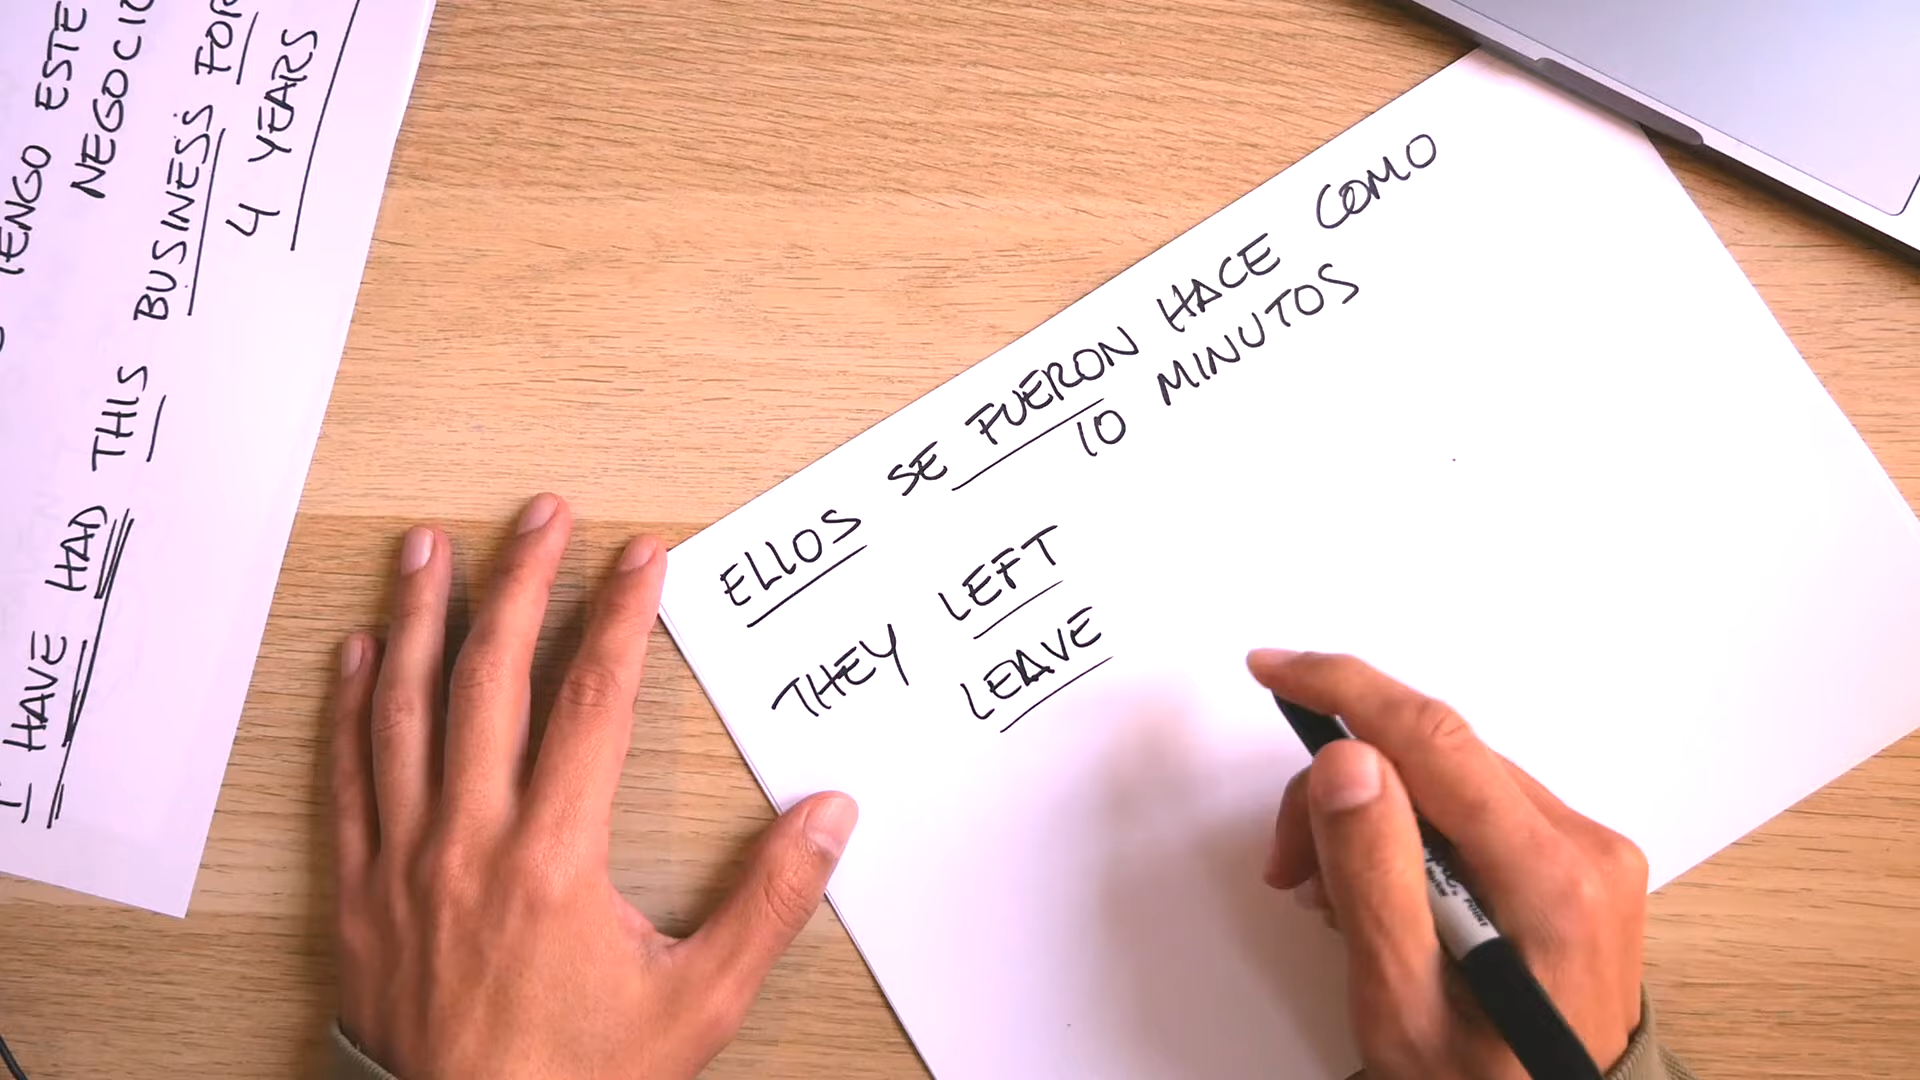 TENGO ESTE
NEGOCIO
I HAVE HAD THIS BUSINESS FOR
4 YEARS
ELLOS SE FUERON HACE COMO
10 MINUTOS
THEY LEFT
LEAVE